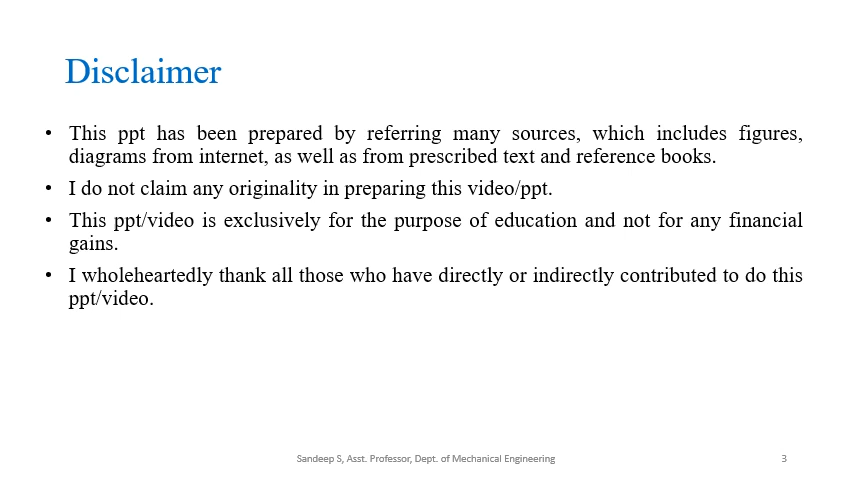 Disclaimer
• This ppt has been prepared by referring many sources, which includes figures,
diagrams from internet, as well as from prescribed text and reference books.
• I do not claim any originality in preparing this video/ppt.
• This ppt/video is exclusively for the purpose of education and not for any financial
gains.
• I wholeheartedly thank all those who have directly or indirectly contributed to do this
ppt/video.
Sandeep S, Asst. Professor, Dept. of Mechanical Engineering
3